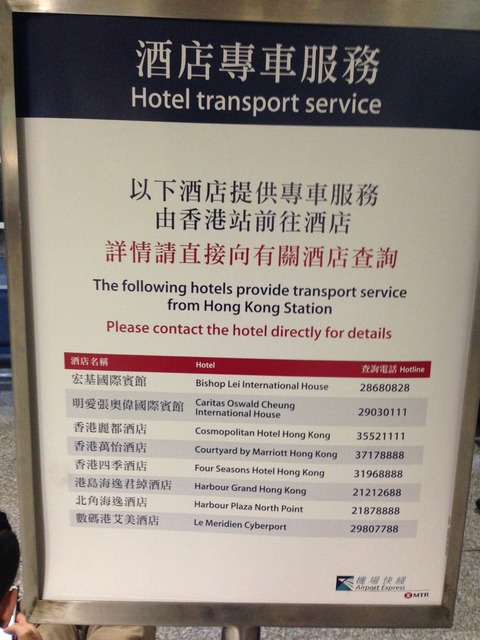 酒店專車服務
Hotel transport service
以下酒店提供專車服務
由香港站前往酒店
詳情請直接向有關酒店查詢
The following hotels provide transport service
from Hong Kong Station
Please contact the hotel directly for details
酒店名稱 Hotel 查詢電話 Hotline
宏基國際賓館 Bishop Lei International House 28680828
明愛張奧偉國際賓館 Caritas Oswald Cheung International House 29030111
香港麗都酒店 Cosmopolitan Hotel Hong Kong 35521111
香港萬怡酒店 Courtyard by Marriott Hong Kong 37178888
香港四季酒店 Four Seasons Hotel Hong Kong 31968888
港島海逸君綽酒店 Harbour Grand Hong Kong 21212688
北角海逸酒店 Harbour Plaza North Point 21878888
數碼港艾美酒店 Le Meridien Cyberport 29807788
機場快綫
Airport Express
MTR